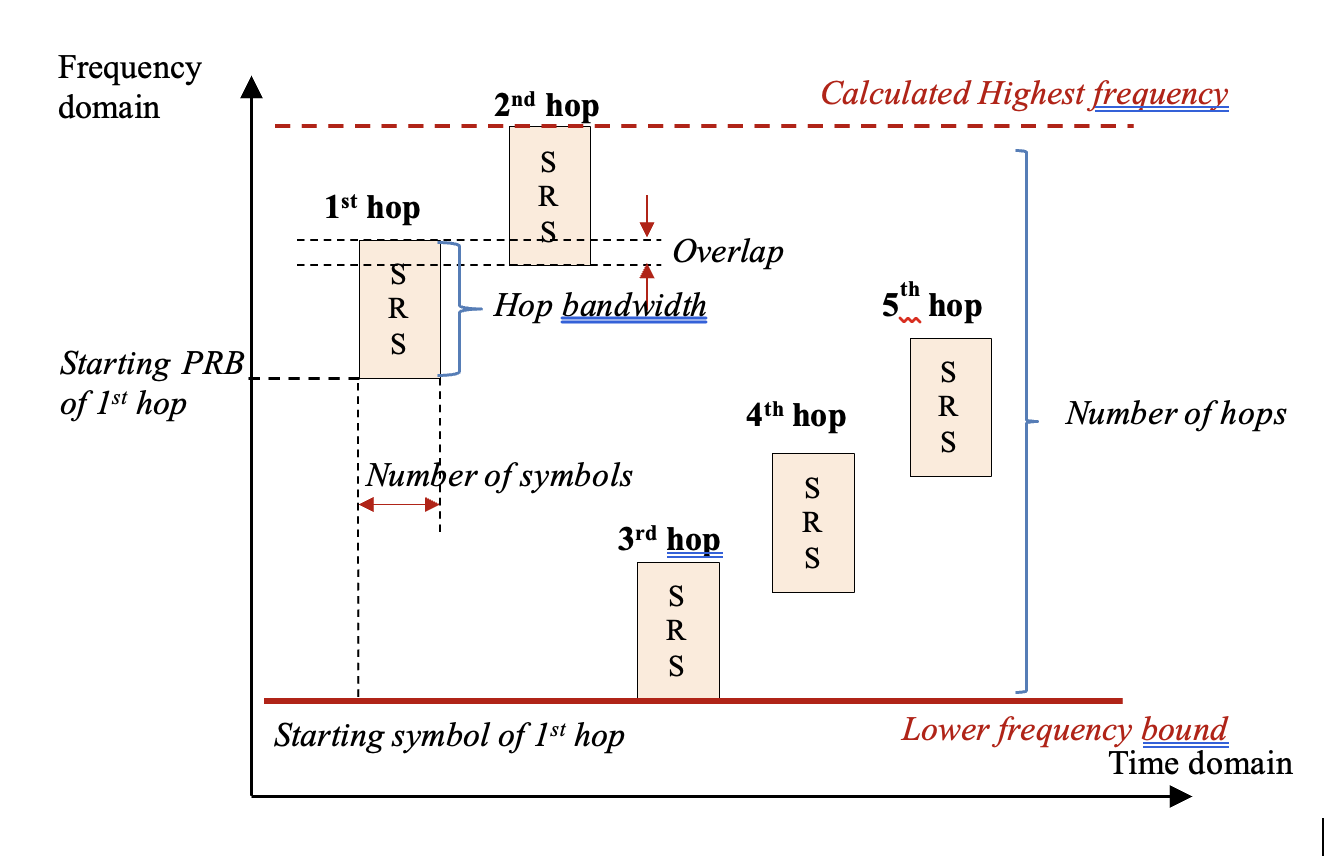 Frequency
domain
Calculated Highest frequency
2nd hop
S
R
S
1st hop
Overlap
S
R
S
Hop bandwidth
5th hop
Starting PRB
of 1st hop
S
R
S
4th hop
Number of hops
Number of symbols
S
R
S
3rd hop
S
R
S
Starting symbol of 1st hop
Lower frequency bound
Time domain